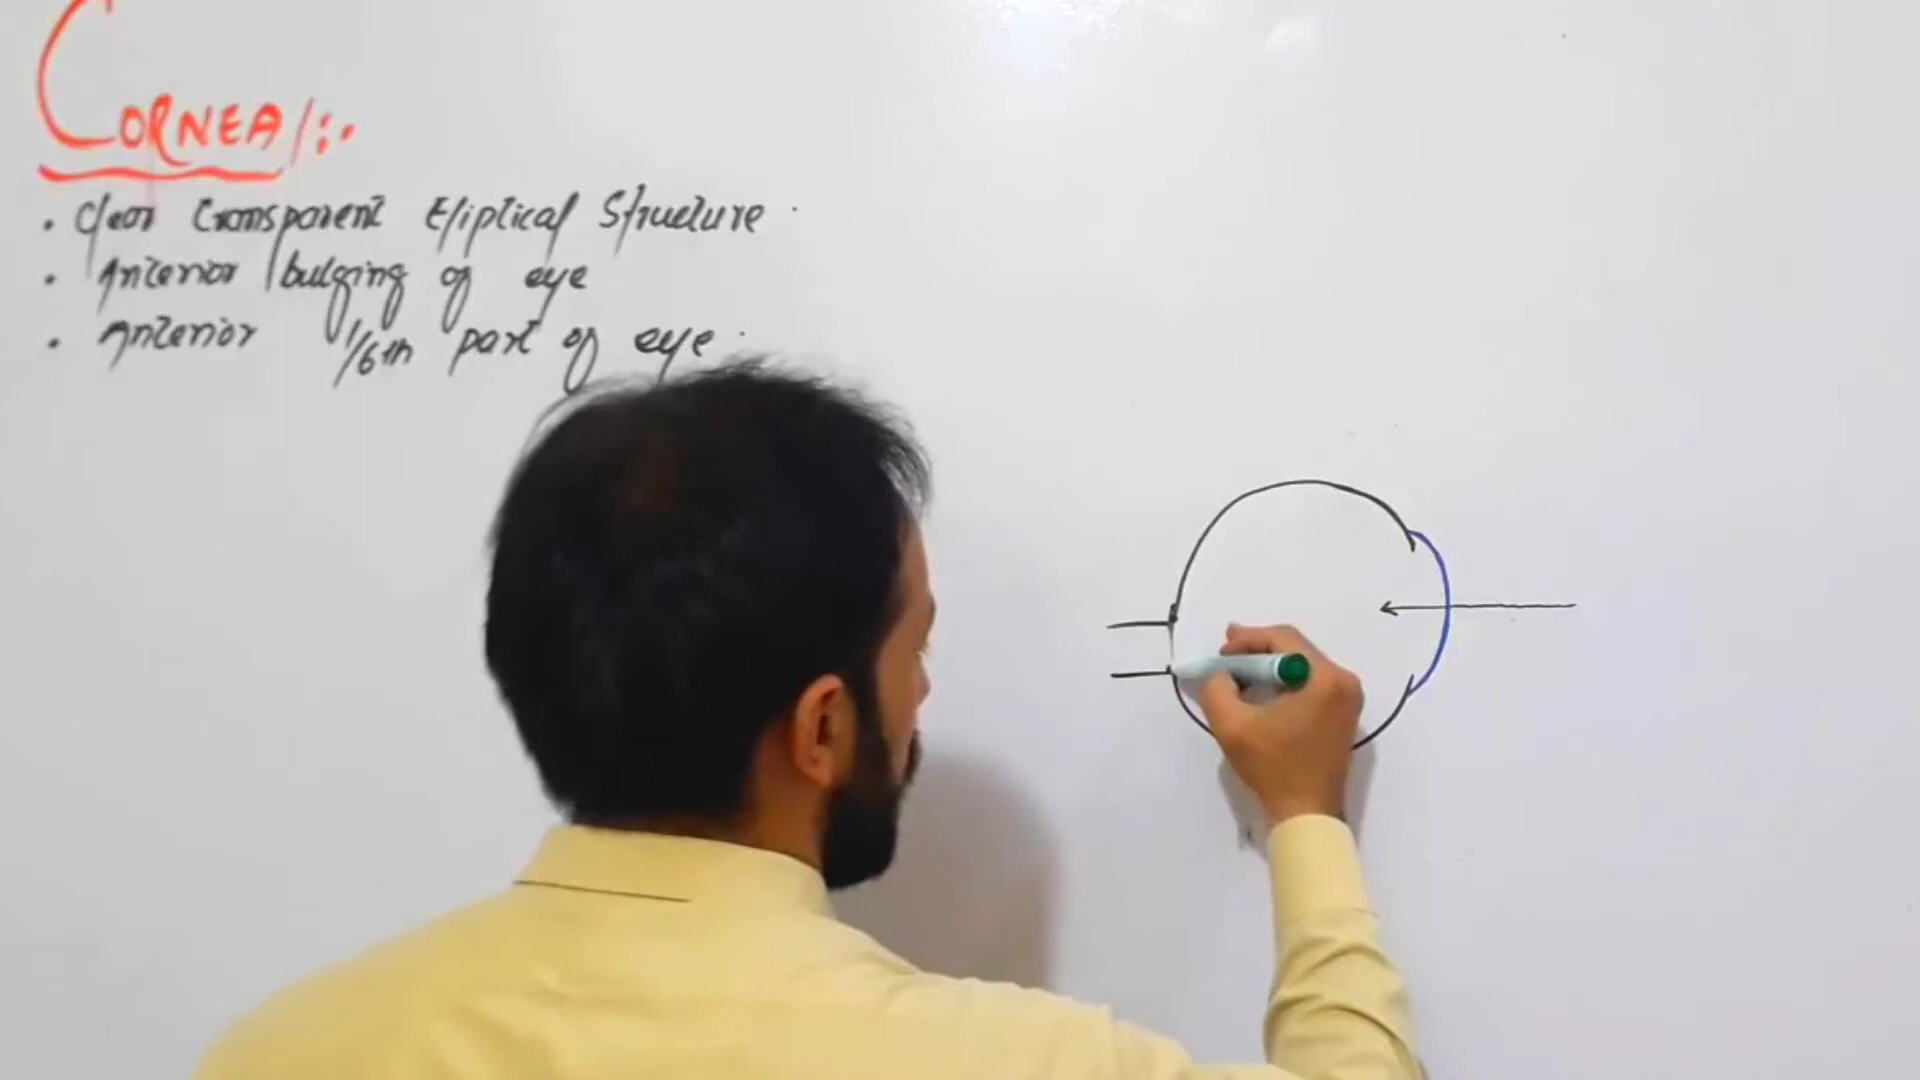 CORNEA/:.
. Clear transparent Eliptical Structure.
. Anterior bulging of eye
. Anterior 1/6th part of eye.